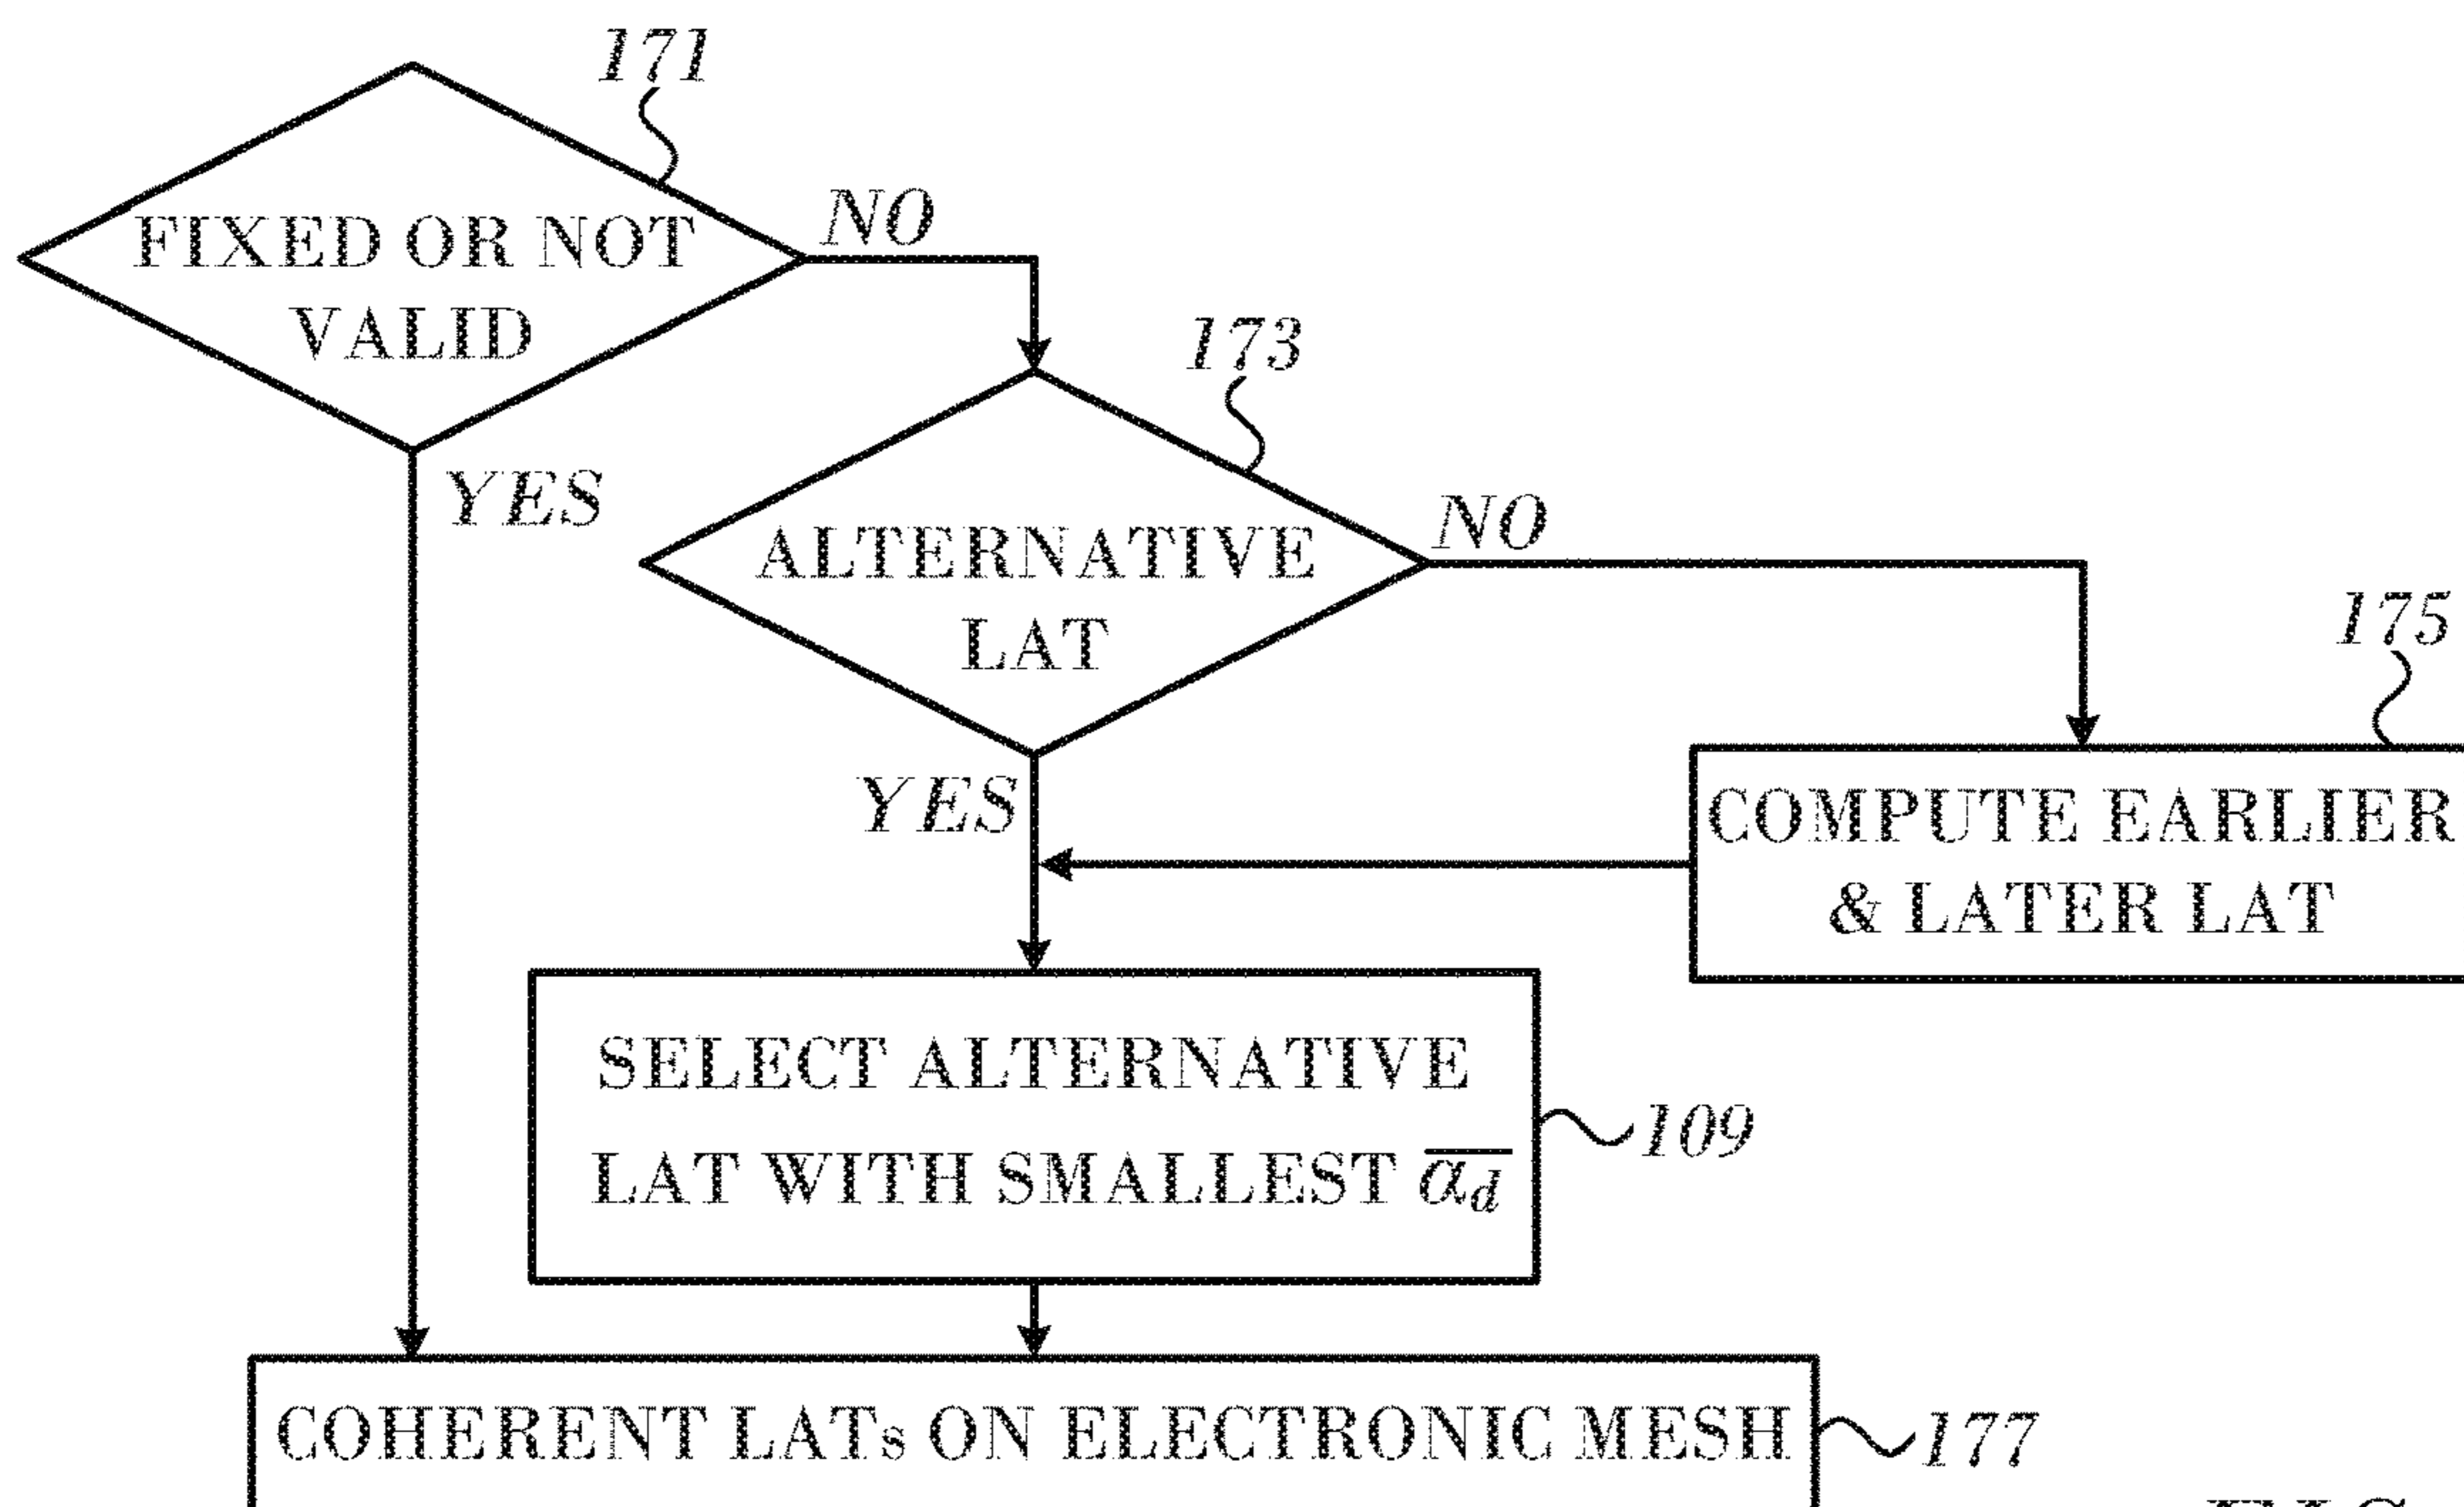 171
FIXED OR NOT
VALID
NO
YES
173
ALTERNATIVE
LAT
NO
YES
175
COMPUTE EARLIER
& LATER LAT
SELECT ALTERNATIVE
LAT WITH SMALLEST $\overline{\alpha_d}$
109
COHERENT LATs ON ELECTRONIC MESH
177